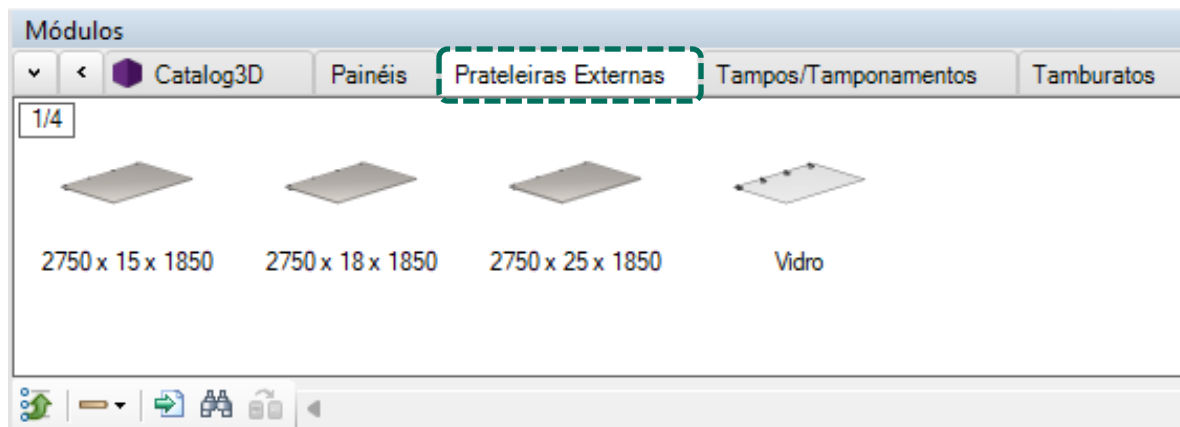 Módulos
Catalog3D Painéis Prateleiras Externas Tampos/Tamponamentos Tamburatos
1/4
2750 x 15 x 1850 2750 x 18 x 1850 2750 x 25 x 1850 Vidro